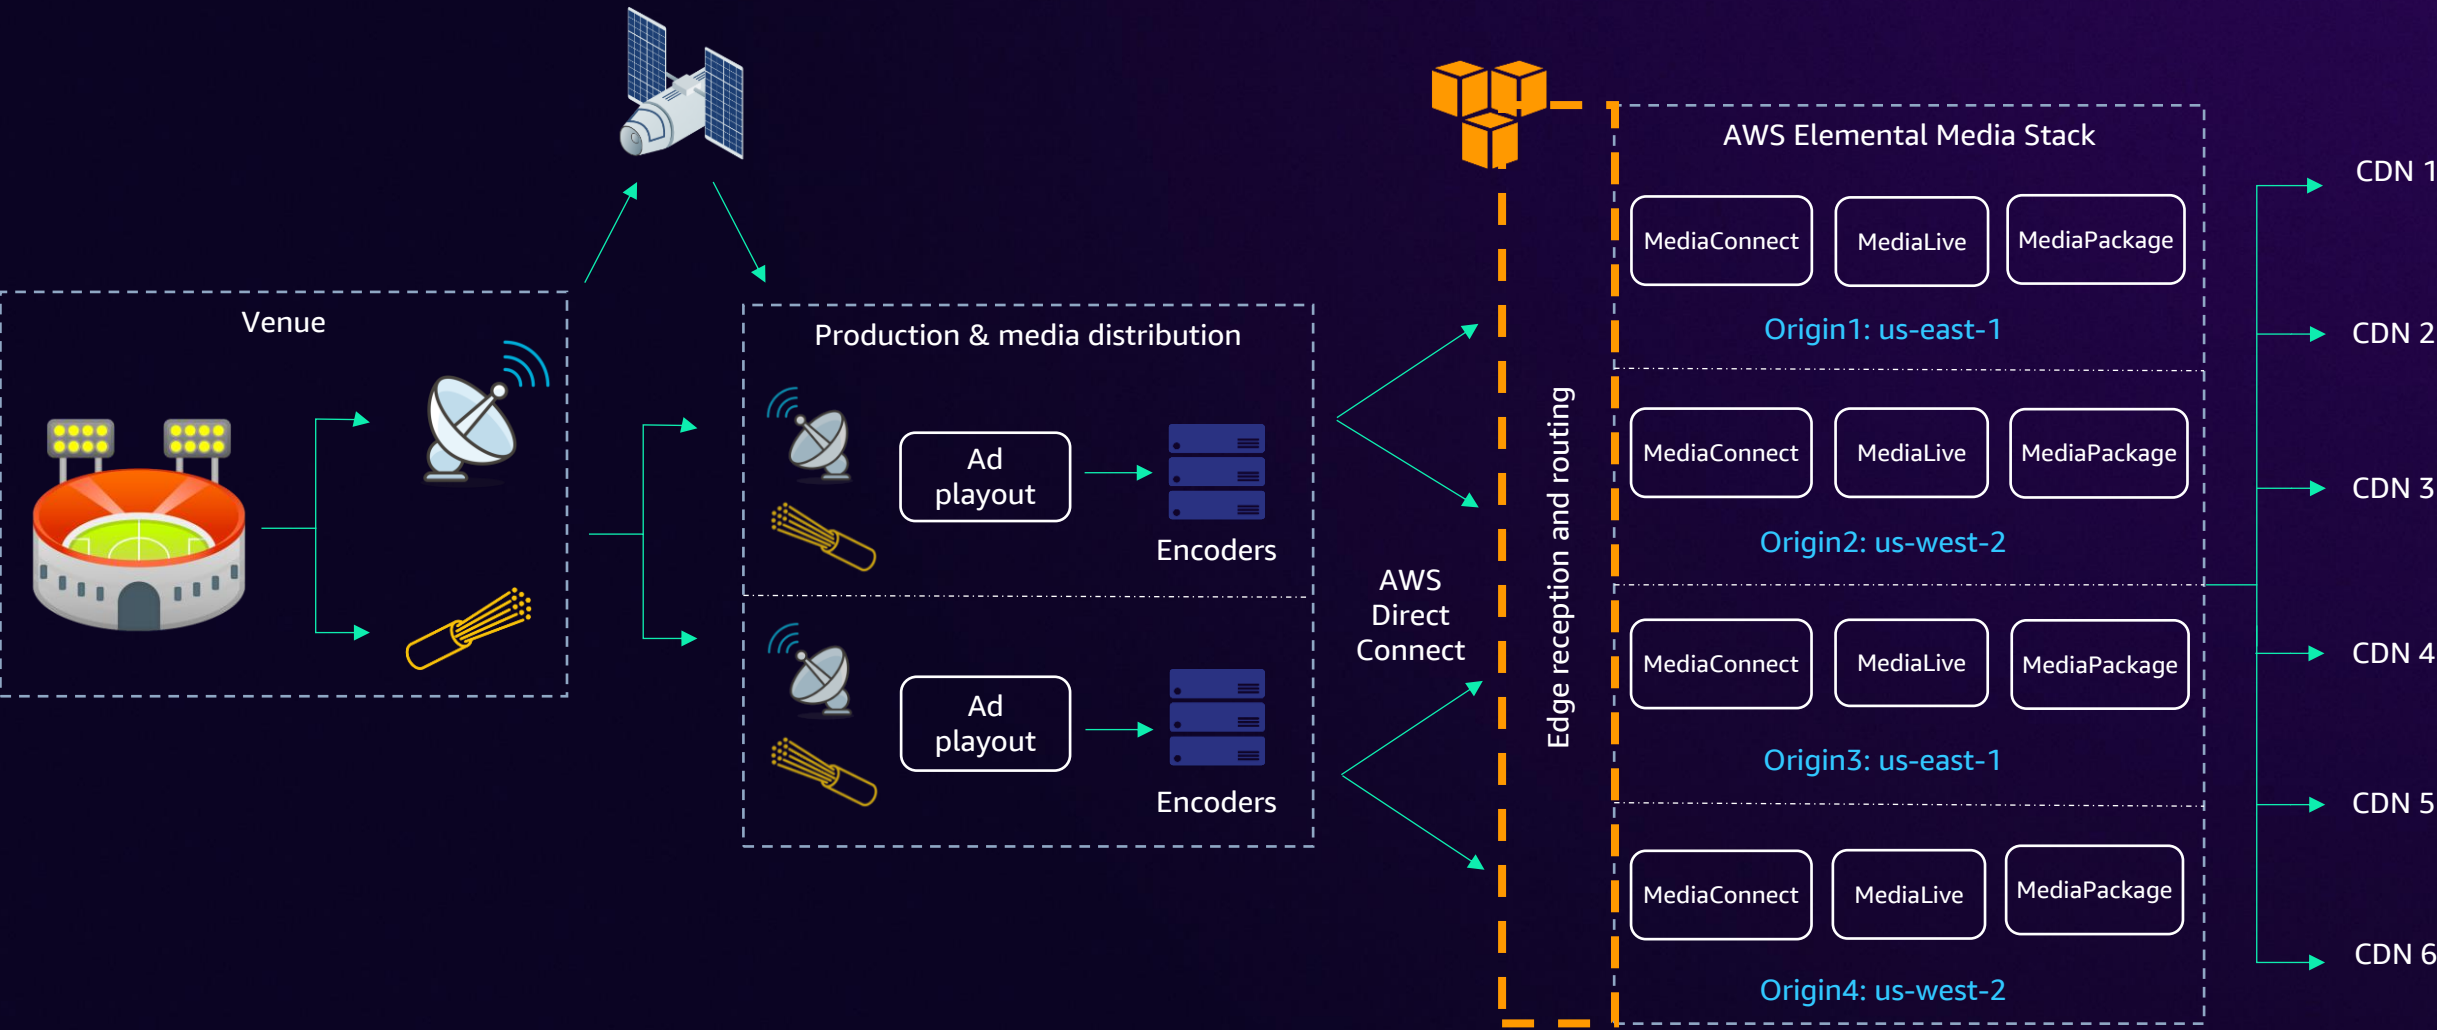 Venue
Production & media distribution
Ad
playout
Encoders
Ad
playout
Encoders
AWS
Direct
Connect
Edge reception and routing
AWS Elemental Media Stack
MediaConnect
MediaLive
MediaPackage
Origin1: us-east-1
MediaConnect
MediaLive
MediaPackage
Origin2: us-west-2
MediaConnect
MediaLive
MediaPackage
Origin3: us-east-1
MediaConnect
MediaLive
MediaPackage
Origin4: us-west-2
CDN 1
CDN 2
CDN 3
CDN 4
CDN 5
CDN 6